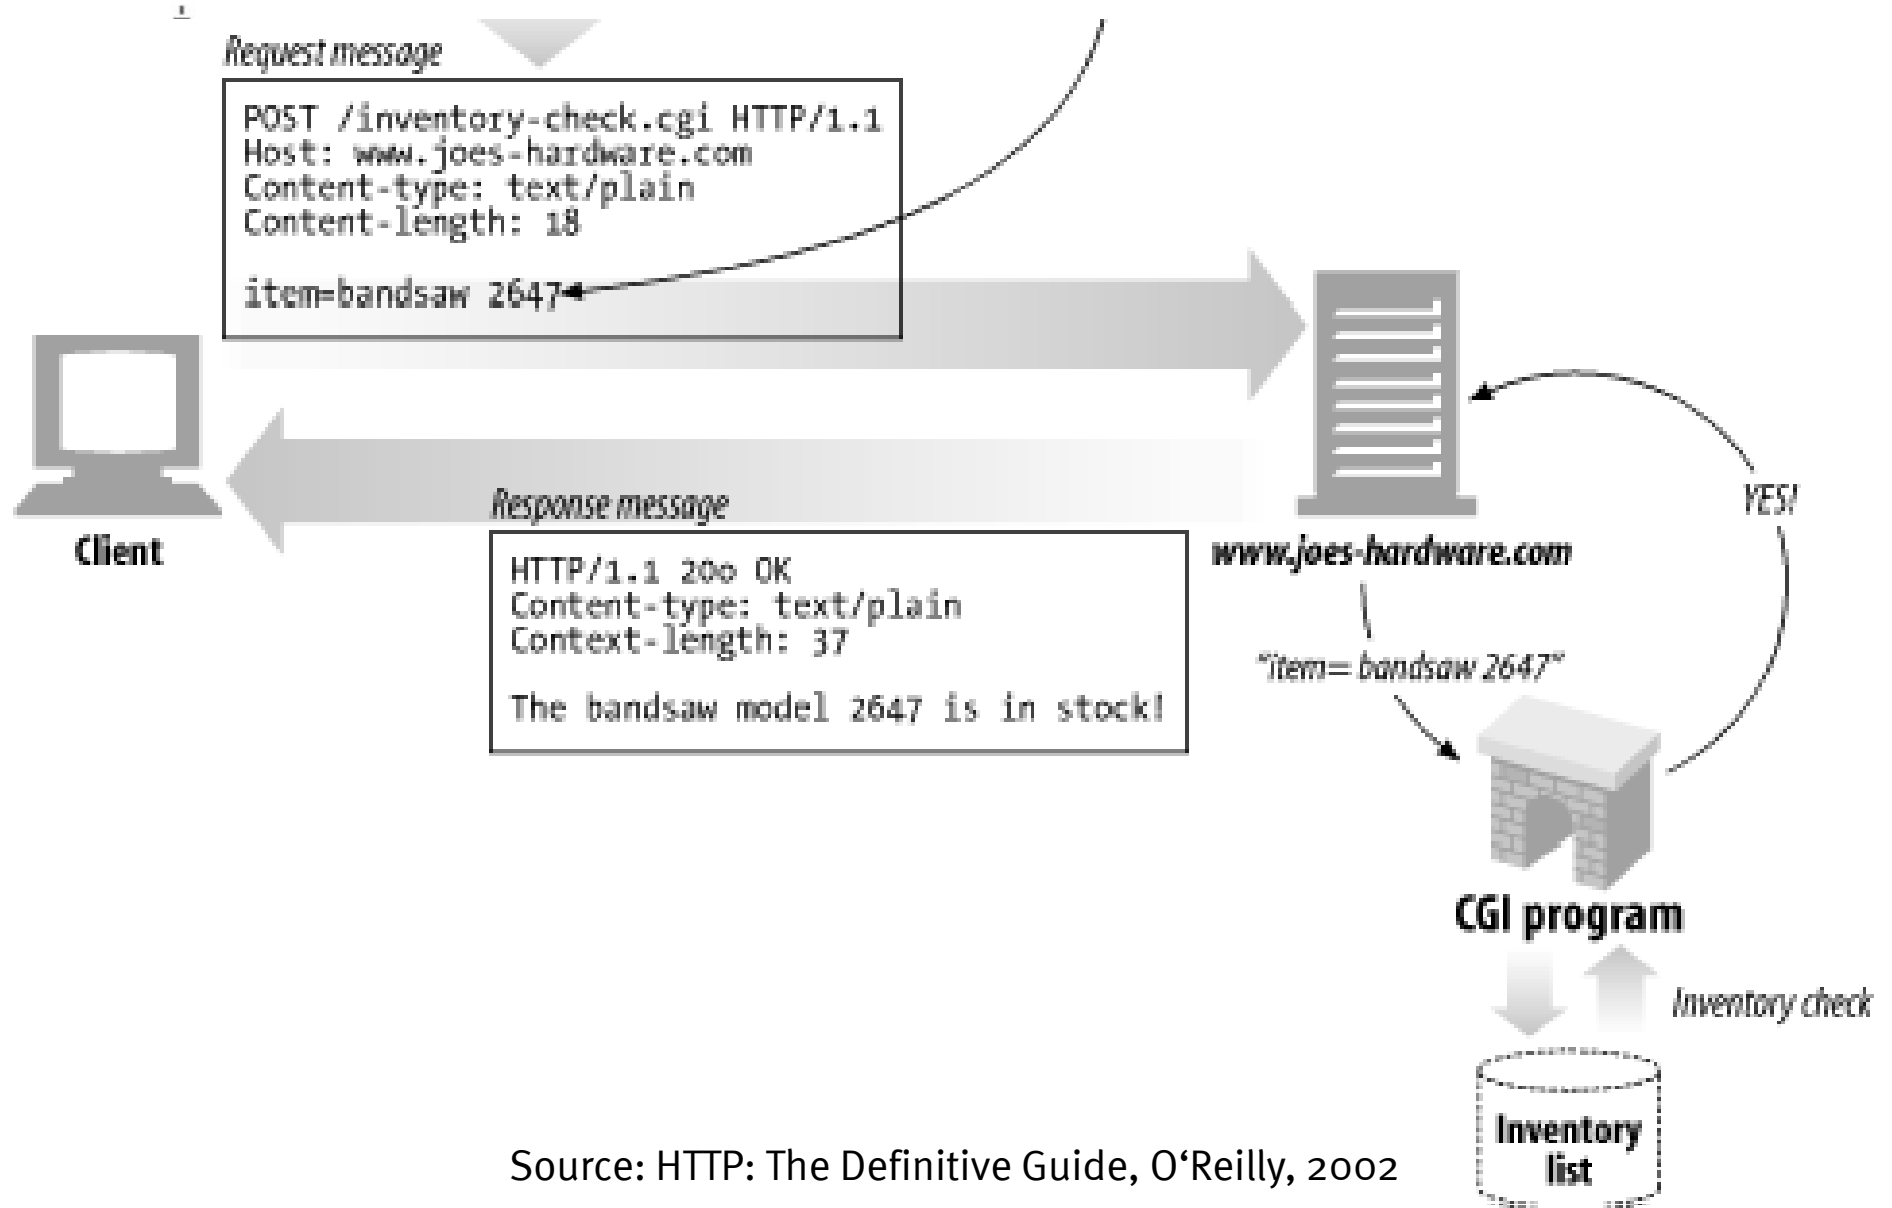 Request message
POST /inventory-check.cgi HTTP/1.1
Host: www.joes-hardware.com
Content-type: text/plain
Content-length: 18
item=bandsaw 2647
Client
Response message
HTTP/1.1 200 OK
Content-type: text/plain
Context-length: 37
The bandsaw model 2647 is in stock!
www.joes-hardware.com
YES!
"item= bandsaw 2647"
CGI program
Inventory check
Inventory
list
Source: HTTP: The Definitive Guide, O‘Reilly, 2002